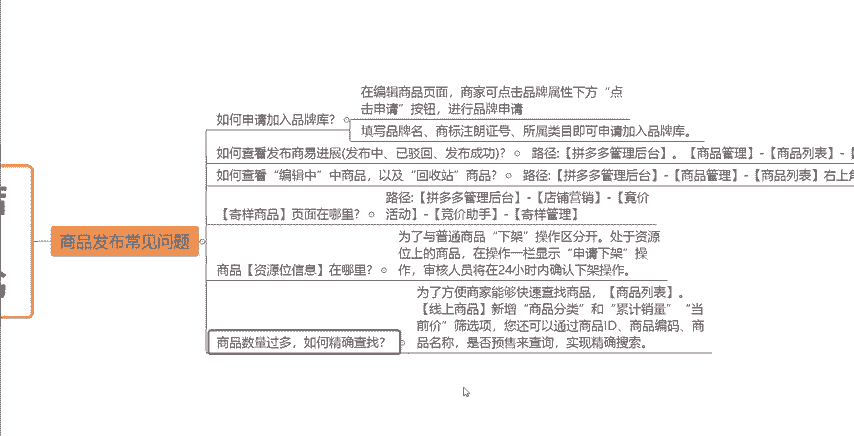 在编辑商品页面，商家可点击品牌属性下方“点
击申请”按钮，进行品牌申请
如何申请加入品牌库？
填写品牌名、商标注朗证号、所属类目即可申请加入品牌库。
如何查看发布商易进展(发布中、已驳回、发布成功)？ 路径:【拼多多管理后台】。【商品管理】-【商品列表】-
如何查看“编辑中”中商品，以及“回收站”商品？ 路径:【拼多多管理后台】-【商品管理】-【商品列表】右上角
路径:【拼多多管理后台】-【店铺营销】-【竟价
【寄样商品】页面在哪里？ 活动】-【竞价助手】-【寄样管理】
商品发布常见问题
为了与普通商品“下架”操作区分开。处于资源
位上的商品，在操作一栏显示“申请下架”操
商品【资源位信息】在哪里？ 作，审核人员将在24小时内确认下架操作。
为了方便商家能够快速查找商品，【商品列表】。
【线上商品】新增“商品分类”和“累计销量”“当
前价”筛选项，您还可以通过商品ID、商品编码、商
商品数量过多，如何精确查找？ 品名称，是否预售来查询，实现精确搜索。